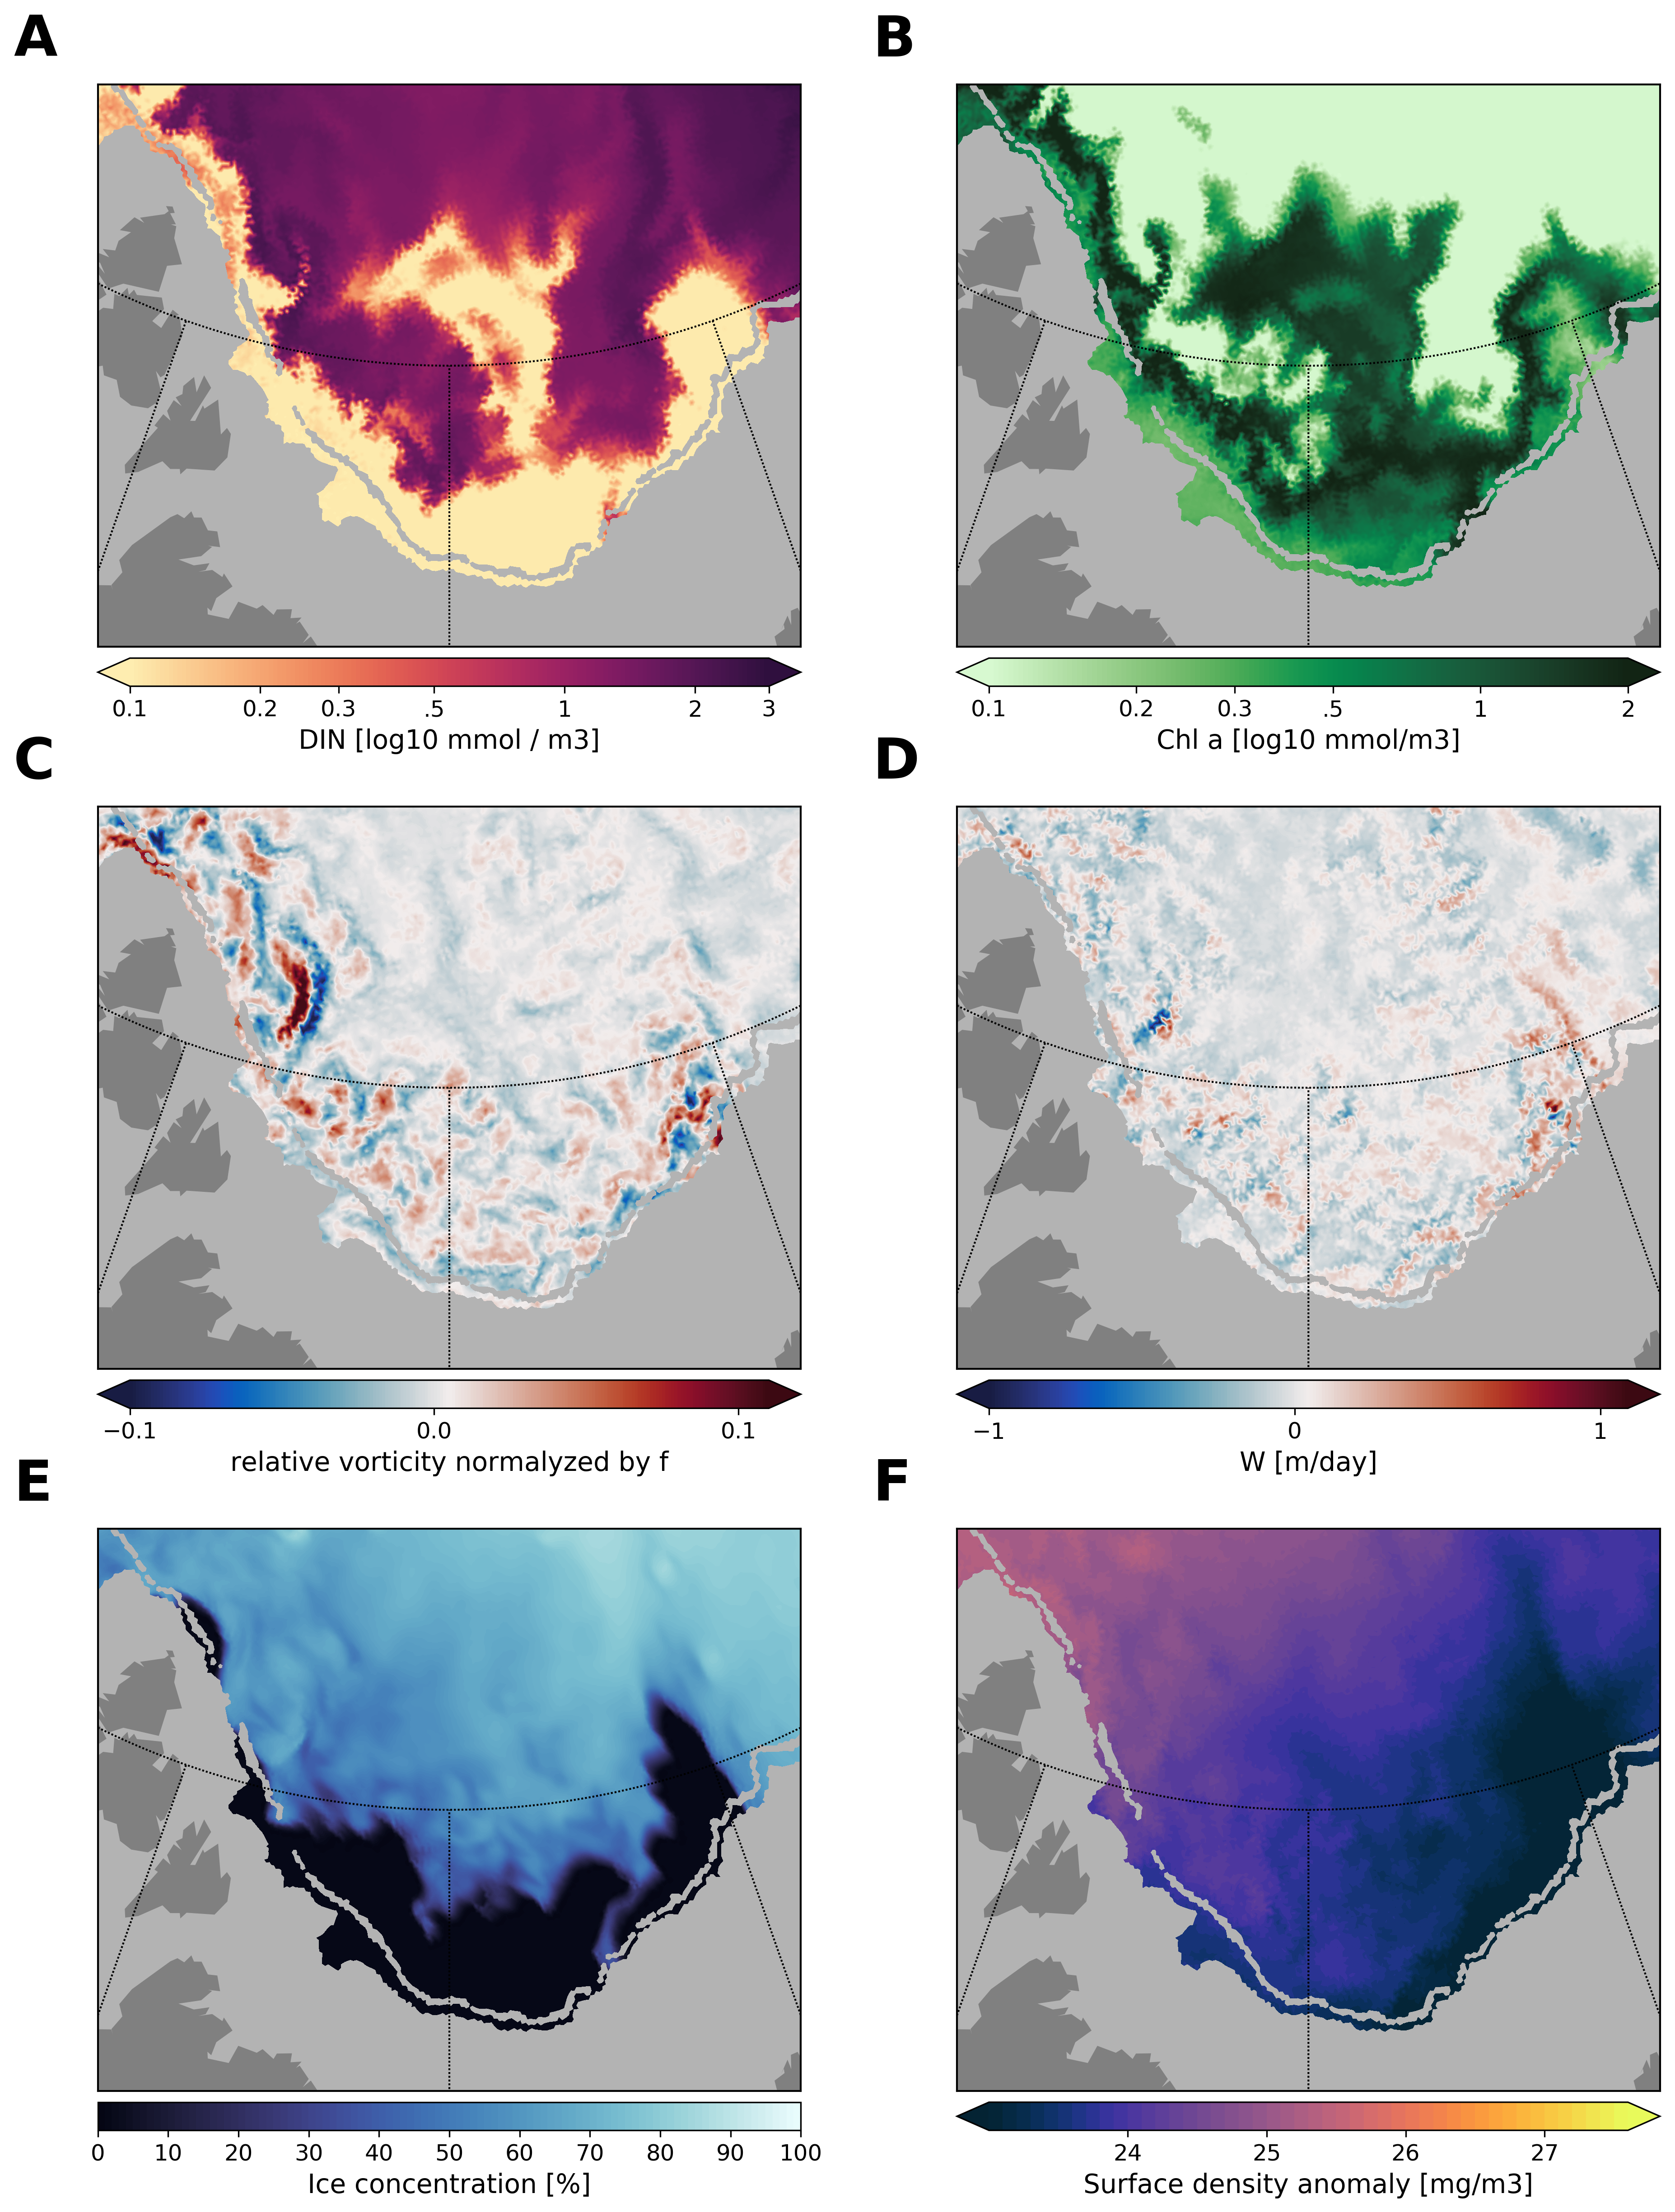 A
B
0.1 0.2 0.3 .5 1 2 3
DIN [log10 mmol / m3]
0.1 0.2 0.3 .5 1 2
Chl a [log10 mmol/m3]
C
D
−0.1 0.0 0.1
relative vorticity normalyzed by f
−1 0 1
W [m/day]
E
F
0 10 20 30 40 50 60 70 80 90 100
Ice concentration [%]
24 25 26 27
Surface density anomaly [mg/m3]